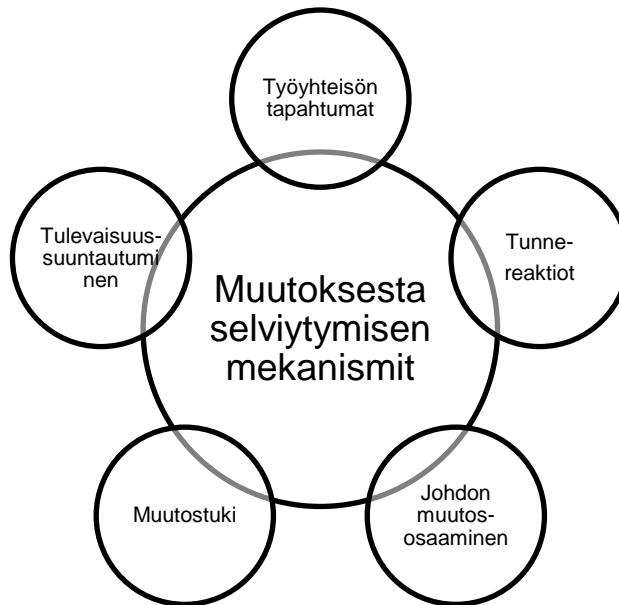 Työyhteisön
tapahtumat
Tulevaisuus-
suuntautumi
nen
Tunne-
reaktiot
Muutoksesta
selviytymisen
mekanismit
Muutostuki
Johdon
muutos-
osaaminen